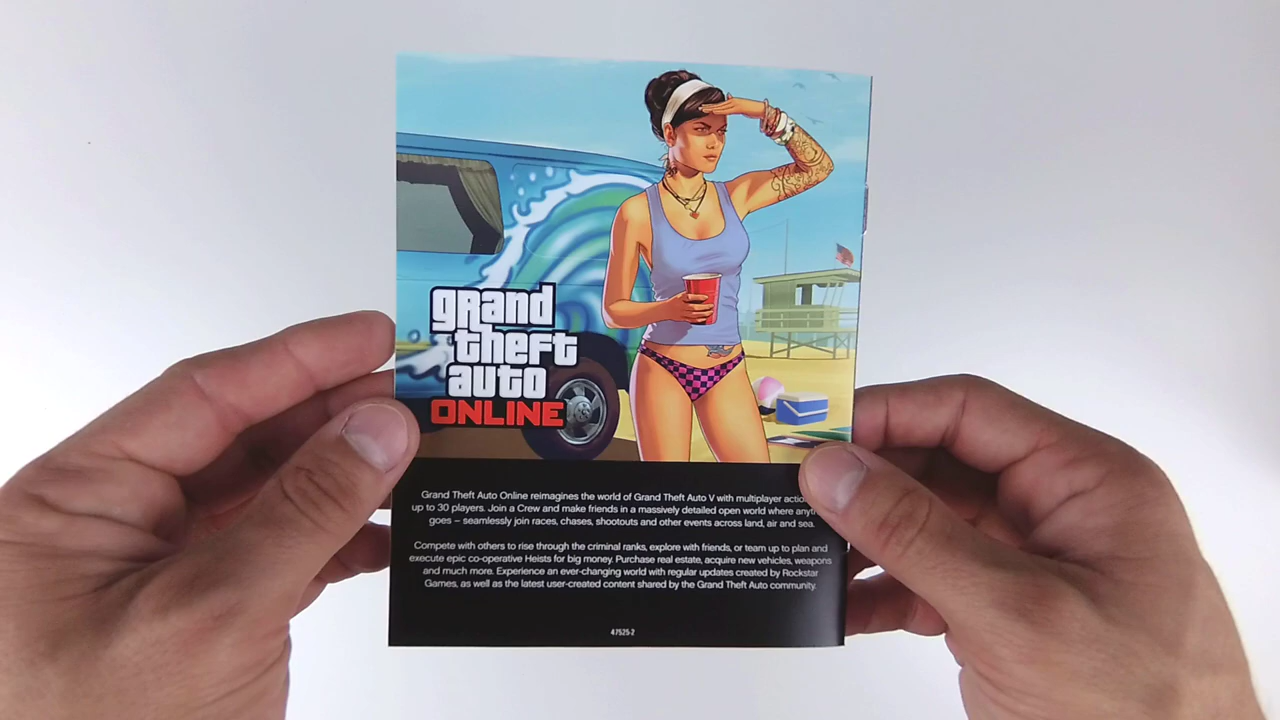 grand
theft
auto
ONLINE
Grand Theft Auto Online reimagines the world of Grand Theft Auto V with multiplayer
up to 30 players. Join a Crew and make friends in a massively detailed open world where
goes – seamlessly join races, chases, shootouts and other events across land, air and sea.
Compete with others to rise through the criminal ranks, explore with friends, or team up to plan and
execute epic co-operative Heists for big money. Purchase real estate, acquire new vehicles, weapons
and much more. Experience an ever-changing world with regular updates created by Rockstar
Games, as well as the latest user-created content shared by the Grand Theft Auto community.
47525-2